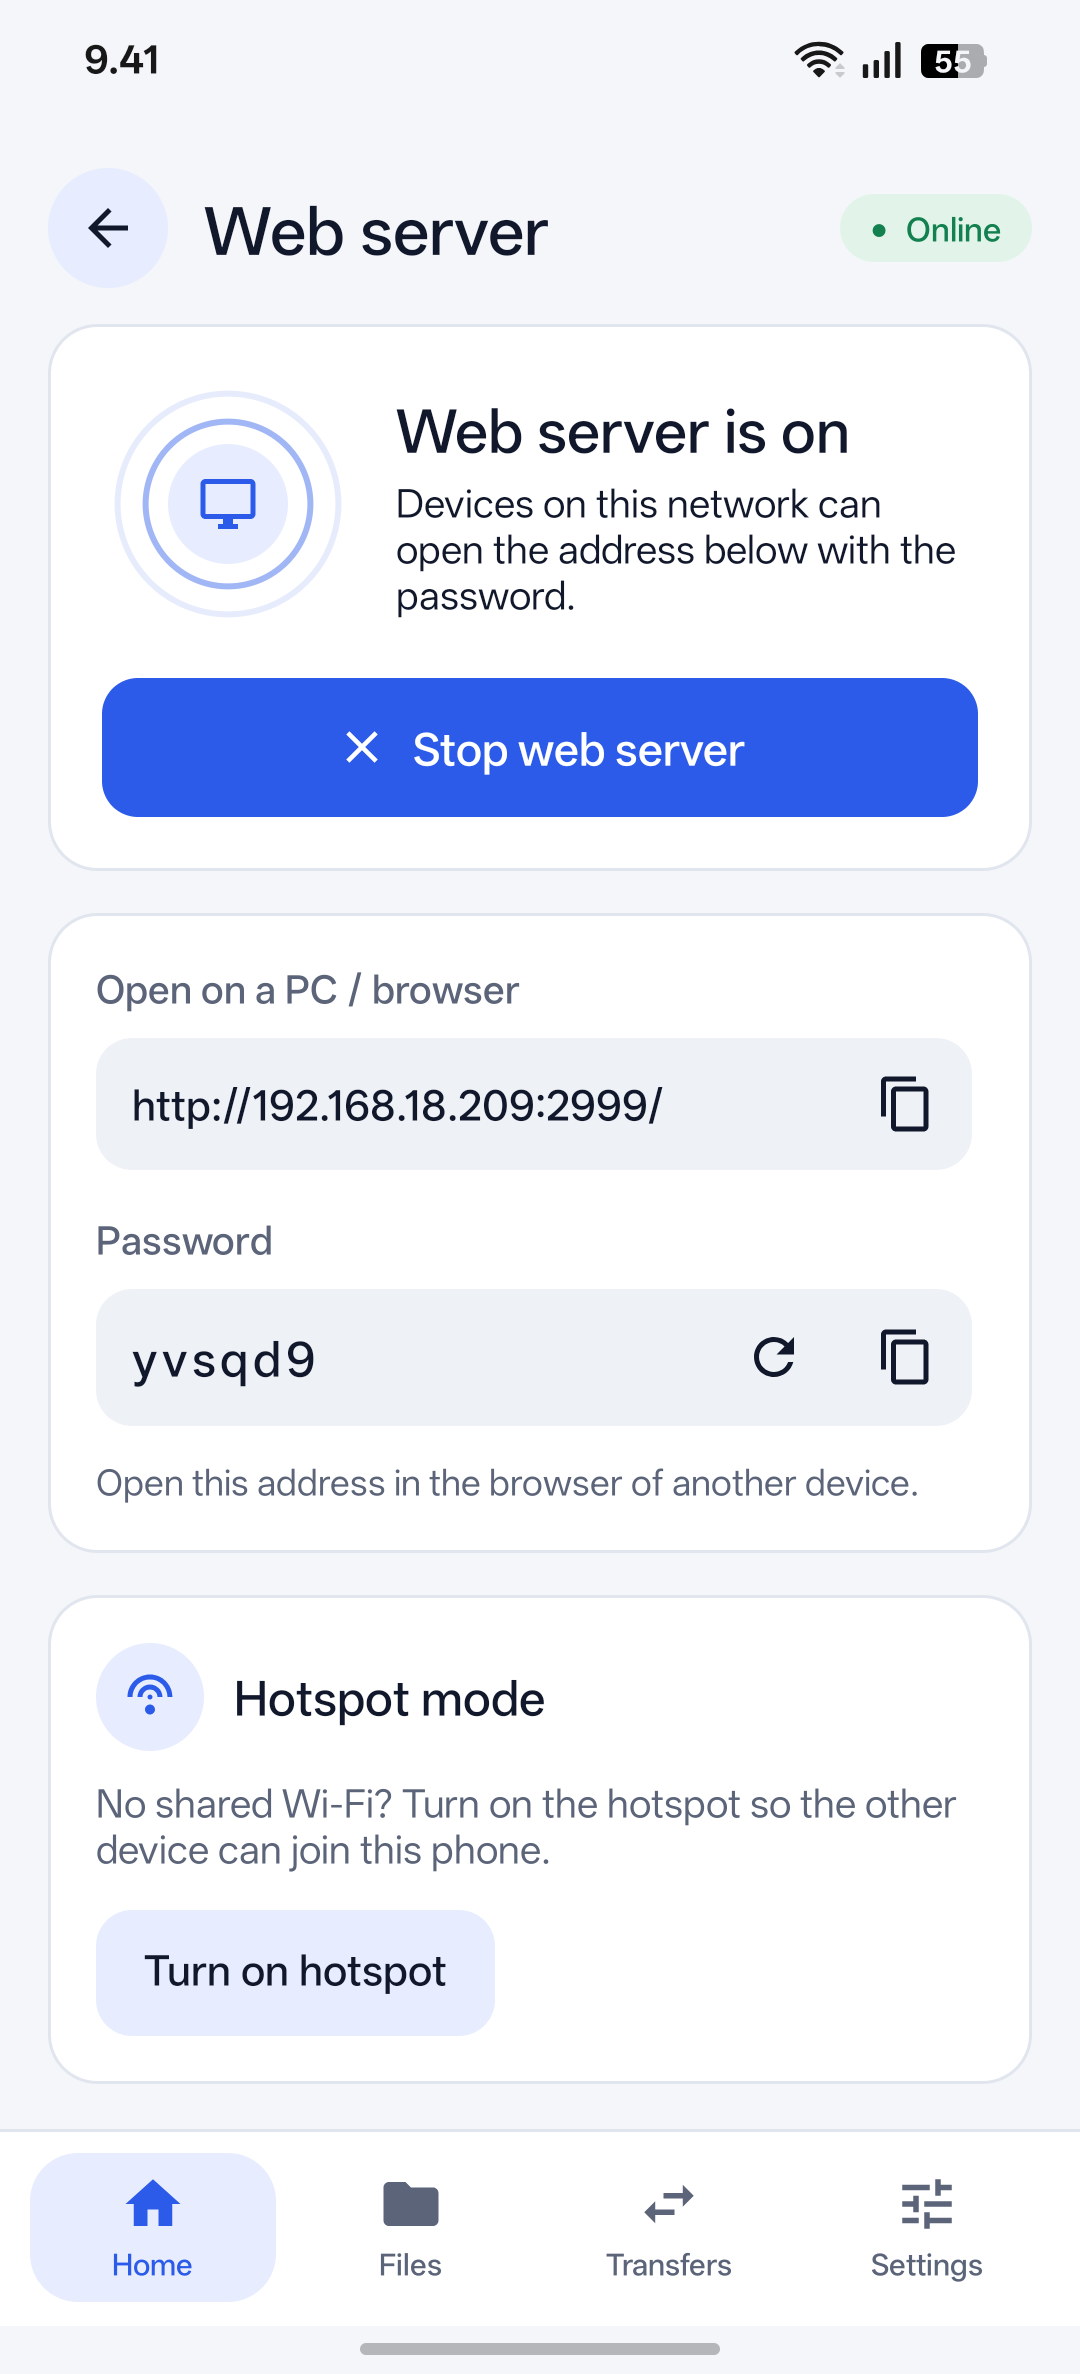 9.41
55
Web server
Online
Web server is on
Devices on this network can
open the address below with the
password.
Stop web server
Open on a PC / browser
http://192.168.18.209:2999/
Password
yvsqd9
Open this address in the browser of another device.
Hotspot mode
No shared Wi-Fi? Turn on the hotspot so the other
device can join this phone.
Turn on hotspot
Home
Files
Transfers
Settings